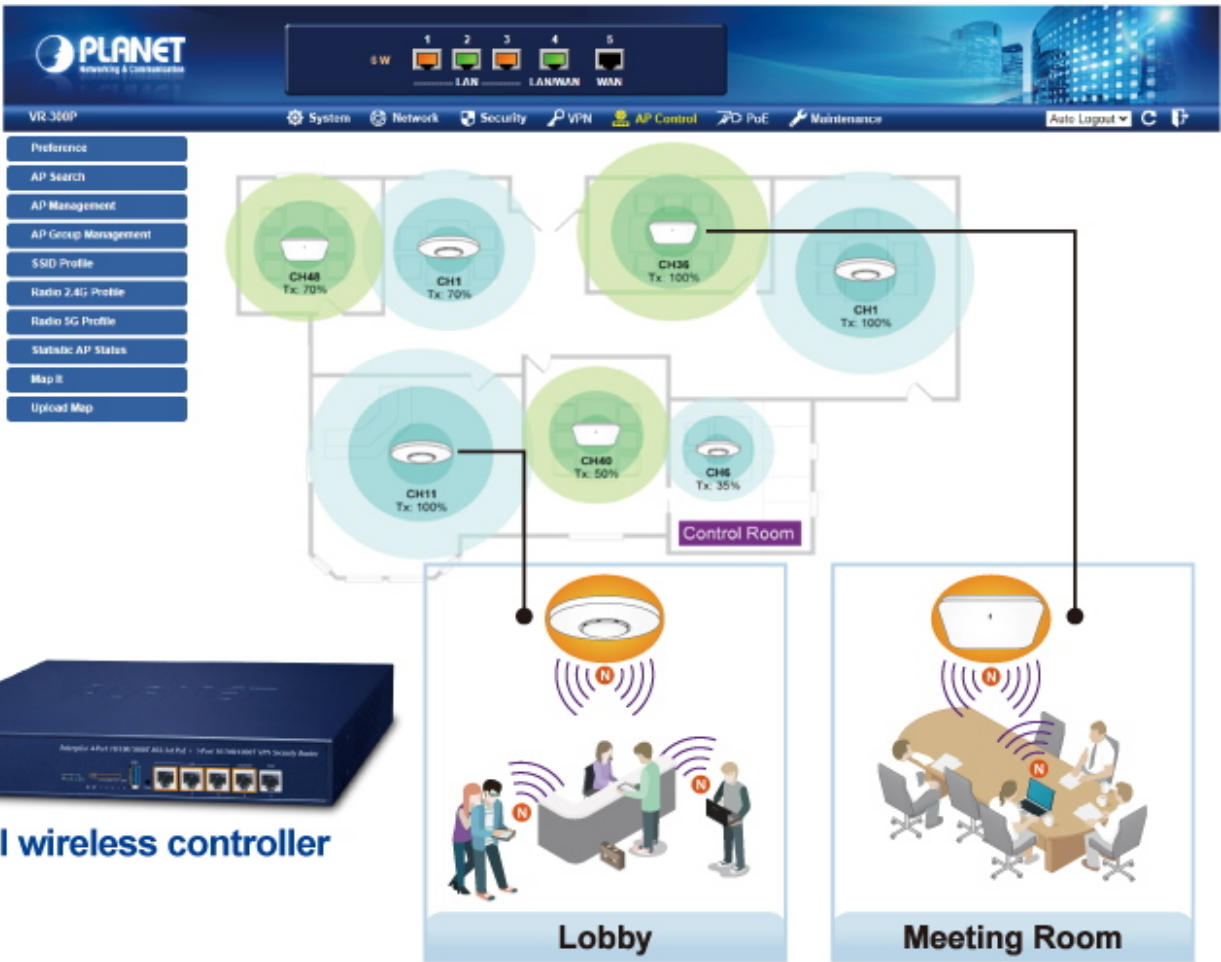 PLANET
Networking & Communication
1 2 3 4 5
6 W
LAN LAN/WAN WAN
VR-300P
System Network Security VPN AP Control PoE Maintenance
Auto Logout
Preference
AP Search
AP Management
AP Group Management
SSID Profile
Radio 2.4G Profile
Radio 5G Profile
Statistic AP Status
Map It
Upload Map
CH48
Tx: 70%
CH1
Tx: 70%
CH36
Tx: 100%
CH1
Tx: 100%
CH11
Tx: 100%
CH40
Tx: 50%
CH6
Tx: 35%
Control Room
N
N
N
N
N
l wireless controller
Lobby
Meeting Room